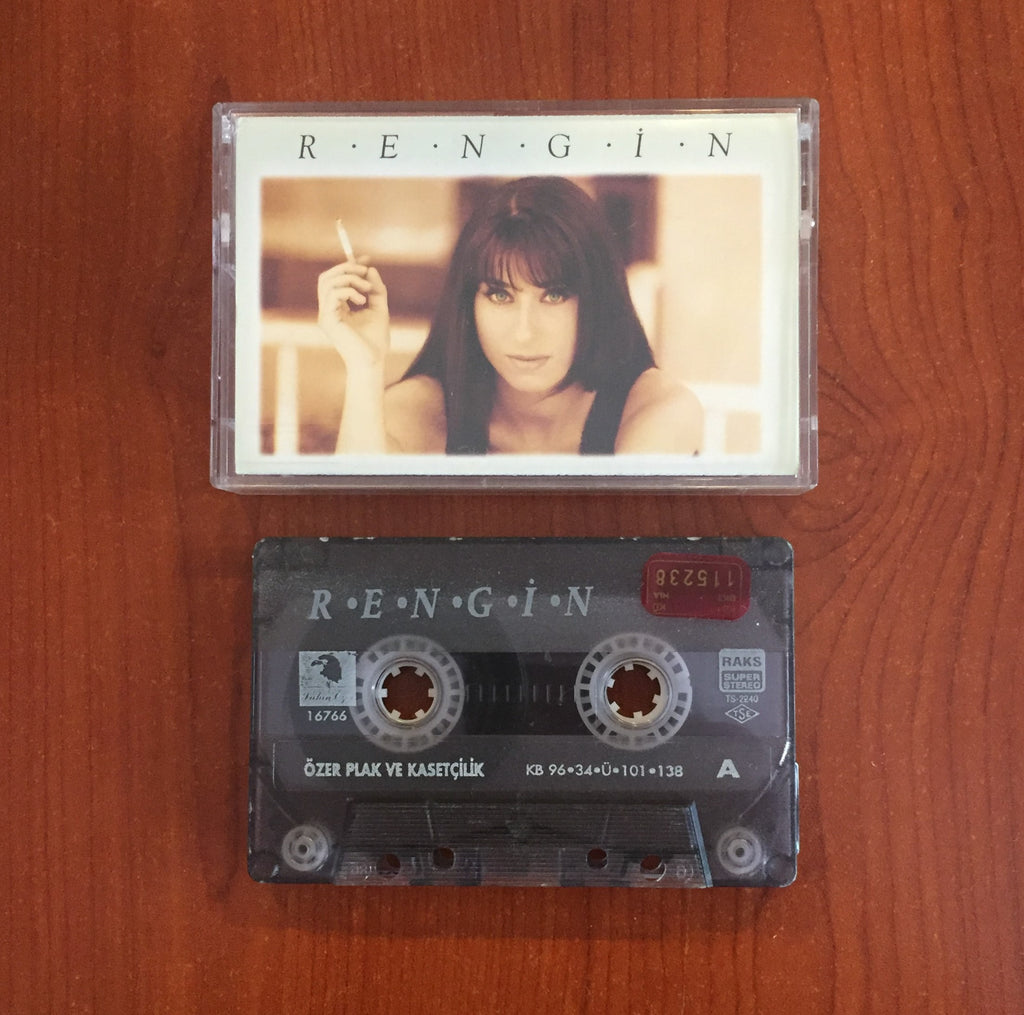 R·E·N·G·İ·N
R·E·N·G·İ·N
115238
16766
RAKS
SUPER
STEREO
TS-2240
TSE
ÖZER PLAK VE KASETÇİLİK
KB 96•34•Ü•101•138
A